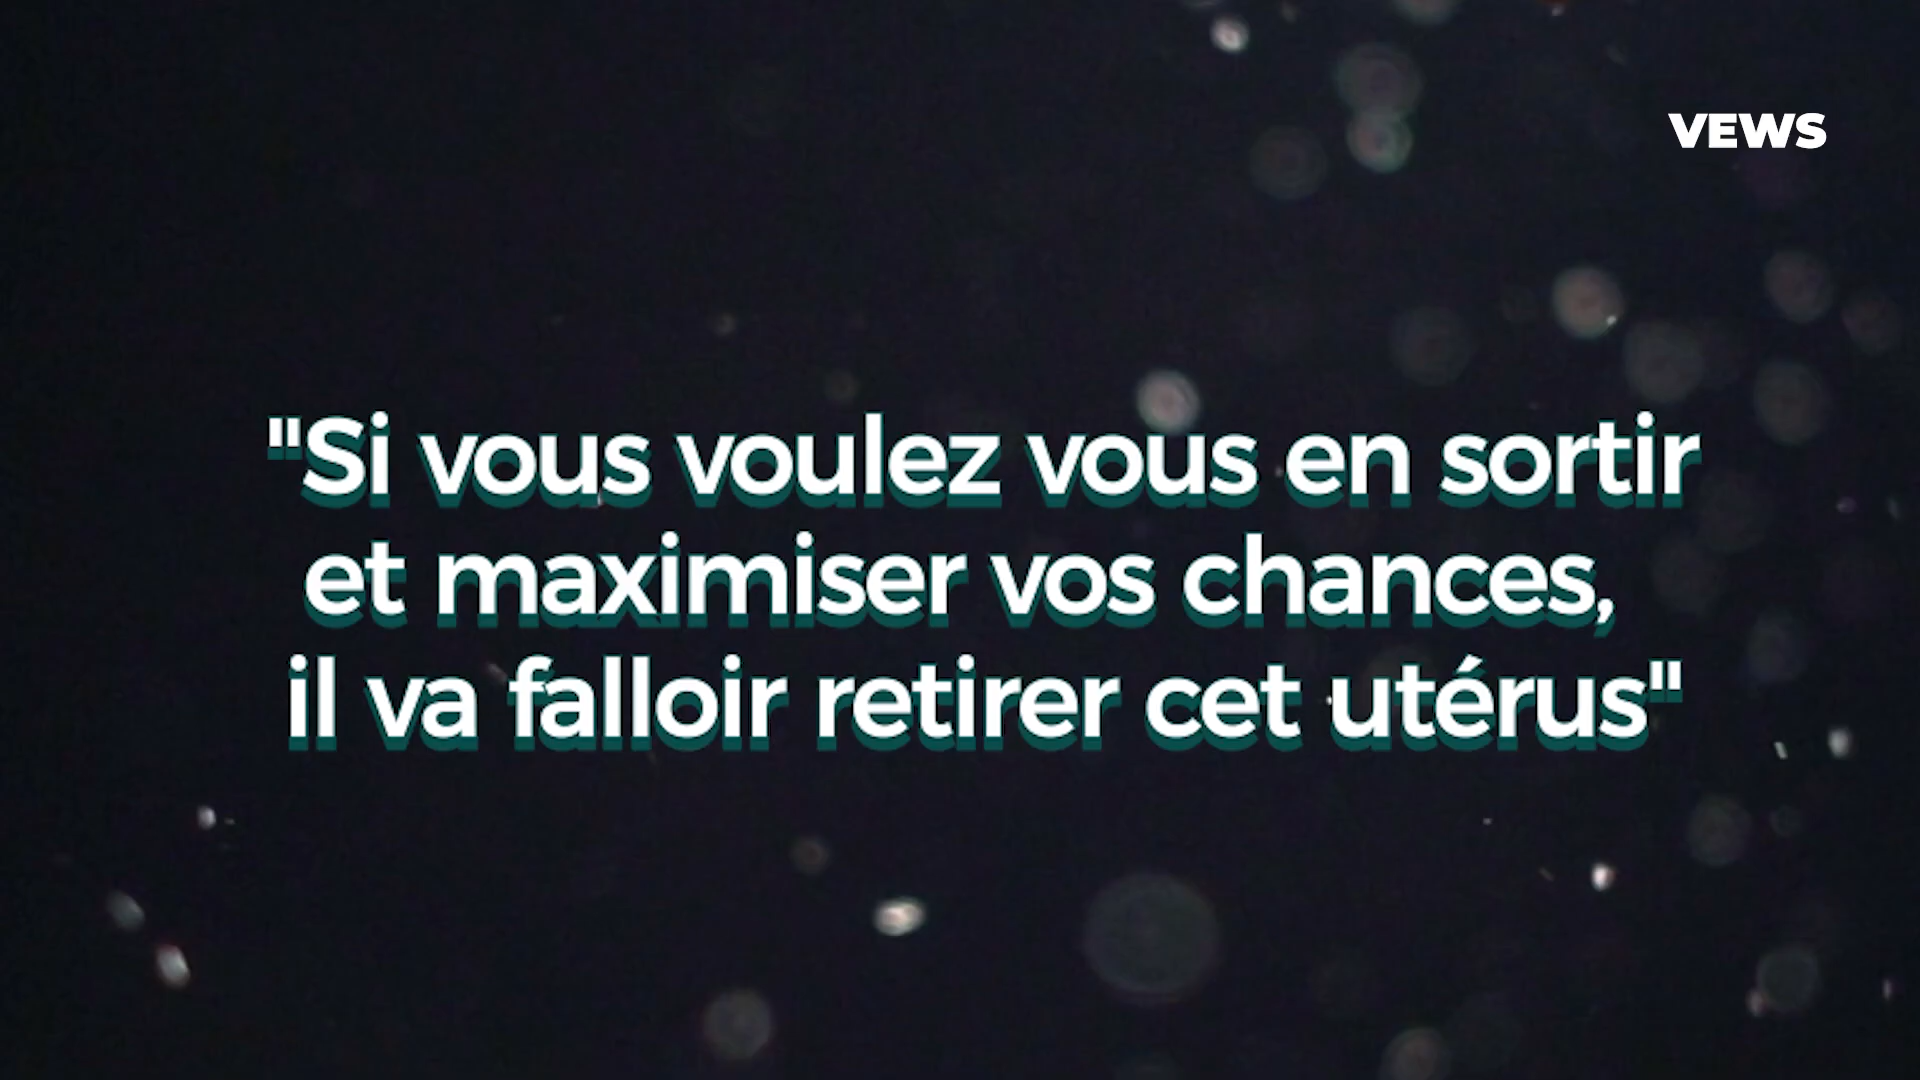 VEWS
"Si vous voulez vous en sortir
et maximiser vos chances,
il va falloir retirer cet utérus"